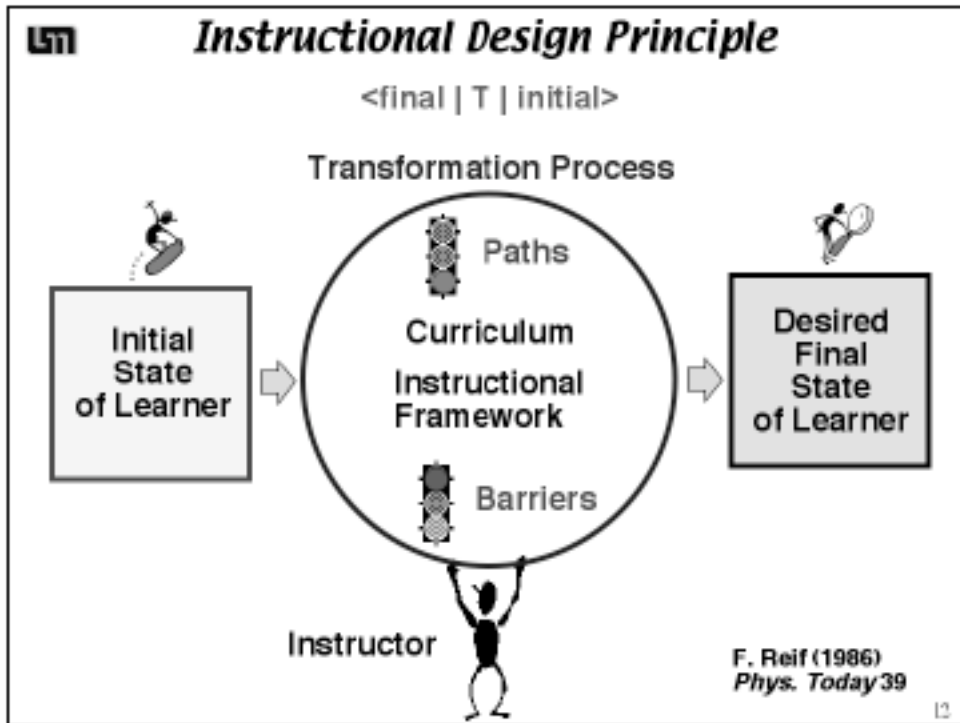 Instructional Design Principle
<final | T | initial>
Transformation Process
Paths
Initial
State
of Learner
Curriculum
Instructional
Framework
Desired
Final
State
of Learner
Barriers
Instructor
F. Reif (1986)
Phys. Today 39
12